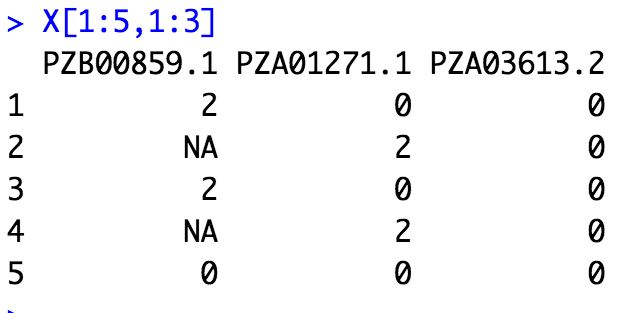 > X[1:5,1:3]
PZB00859.1 PZA01271.1 PZA03613.2
1 2 0 0
2 NA 2 0
3 2 0 0
4 NA 2 0
5 0 0 0